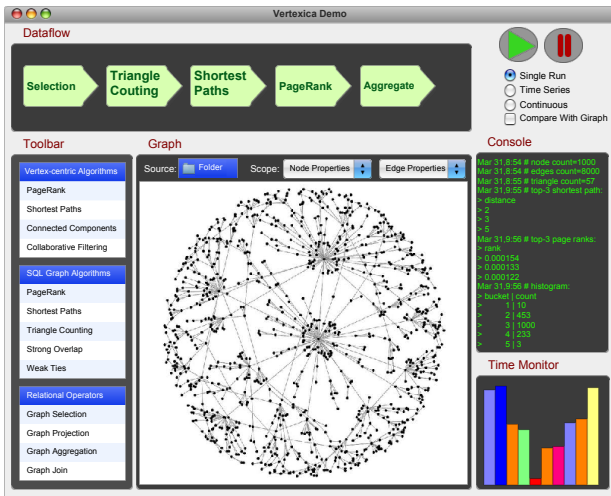 Vertexica Demo
Dataflow
Selection
Triangle
Couting
Shortest
Paths
PageRank
Aggregate
Single Run
Time Series
Continuous
Compare With Giraph
Toolbar
Vertex-centric Algorithms
PageRank
Shortest Paths
Connected Components
Collaborative Filtering
SQL Graph Algorithms
PageRank
Shortest Paths
Triangle Counting
Strong Overlap
Weak Ties
Relational Operators
Graph Selection
Graph Projection
Graph Aggregation
Graph Join
Graph
Source: Folder Scope: Node Properties Edge Properties
Console
Mar 31,8:54 # node count=1000
Mar 31,8:54 # edges count=8000
Mar 31,8:55 # triangle count=57
Mar 31,9:55 # top-3 shortest path:
> distance
> 2
> 3
> 5
Mar 31,9:56 # top-3 page ranks:
> rank
> 0.000154
> 0.000133
> 0.000122
Mar 31,9:56 # histogram:
> bucket | count
> 1 | 10
> 2 | 453
> 3 | 1000
> 4 | 233
> 5 | 3
Time Monitor